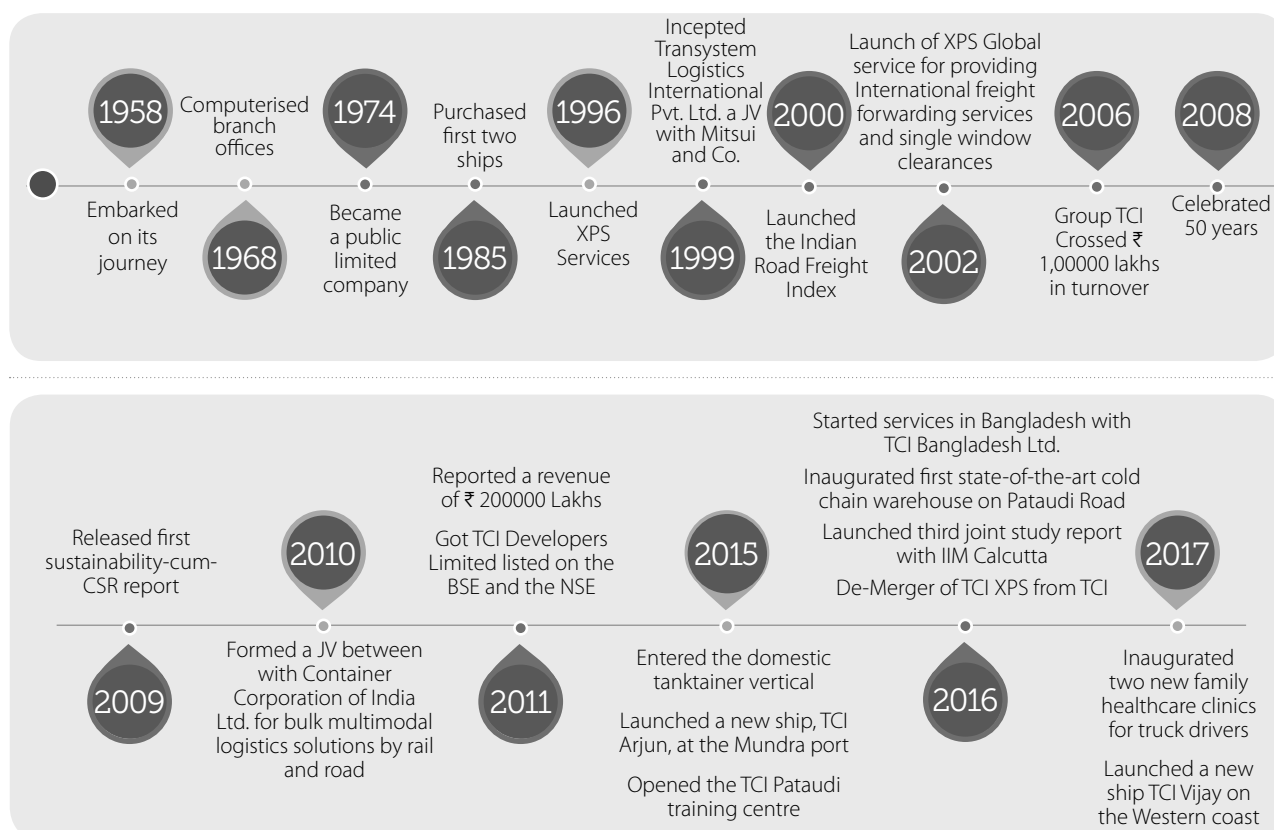 1958
Embarked
on its
journey
Computerised
branch
offices
1968
1974
Became
a public
limited
company
Purchased
first two
ships
1985
1996
Launched
XPS
Services
Incepted
Transystem
Logistics
International
Pvt. Ltd. a JV
with Mitsui
and Co.
1999
2000
Launched
the Indian
Road Freight
Index
Launch of XPS Global
service for providing
International freight
forwarding services
and single window
clearances
2002
2006
Group TCI
Crossed ₹
1,00000 lakhs
in turnover
2008
Celebrated
50 years
Released first
sustainability-cum-
CSR report
2009
2010
Formed a JV between
with Container
Corporation of India
Ltd. for bulk multimodal
logistics solutions by rail
and road
Reported a revenue
of ₹ 200000 Lakhs
Got TCI Developers
Limited listed on the
BSE and the NSE
2011
2015
Entered the domestic
tanktainer vertical
Launched a new ship, TCI
Arjun, at the Mundra port
Opened the TCI Pataudi
training centre
Started services in Bangladesh with
TCI Bangladesh Ltd.
Inaugurated first state-of-the-art cold
chain warehouse on Pataudi Road
Launched third joint study report
with IIM Calcutta
De-Merger of TCI XPS from TCI
2016
2017
Inaugurated
two new family
healthcare clinics
for truck drivers
Launched a new
ship TCI Vijay on
the Western coast